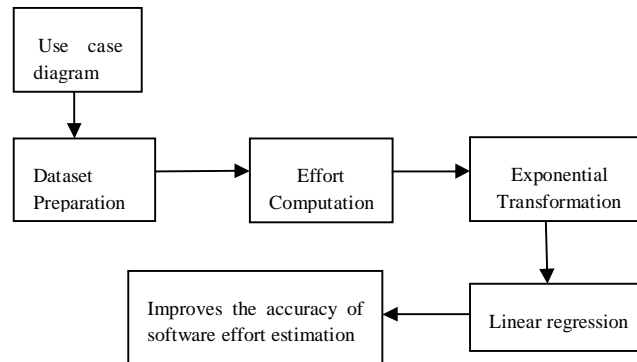 Use case
diagram
Dataset
Preparation
Effort
Computation
Exponential
Transformation
Linear regression
Improves the accuracy of
software effort estimation